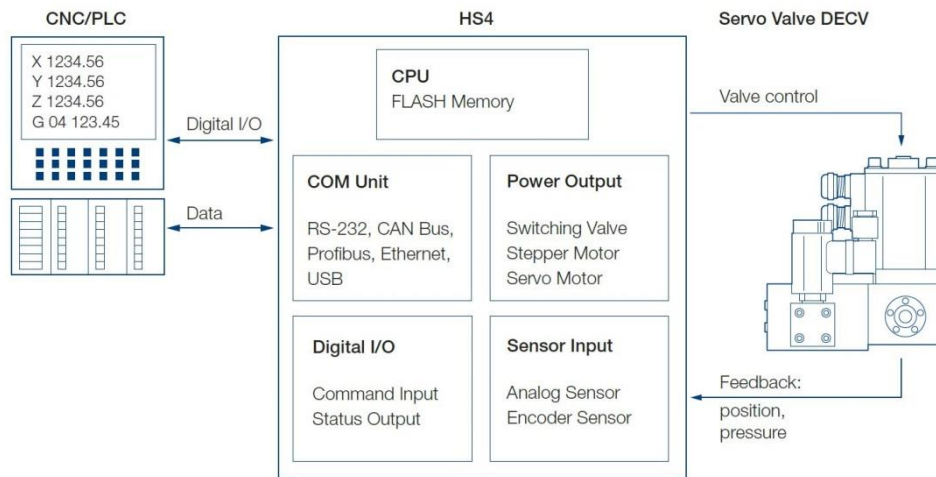 CNC/PLC
HS4
Servo Valve DECV
X 1234.56
Y 1234.56
Z 1234.56
G 04 123.45
Digital I/O
Data
CPU
FLASH Memory
COM Unit
RS-232, CAN Bus,
Profibus, Ethernet,
USB
Power Output
Switching Valve
Stepper Motor
Servo Motor
Digital I/O
Command Input
Status Output
Sensor Input
Analog Sensor
Encoder Sensor
Valve control
Feedback:
position,
pressure